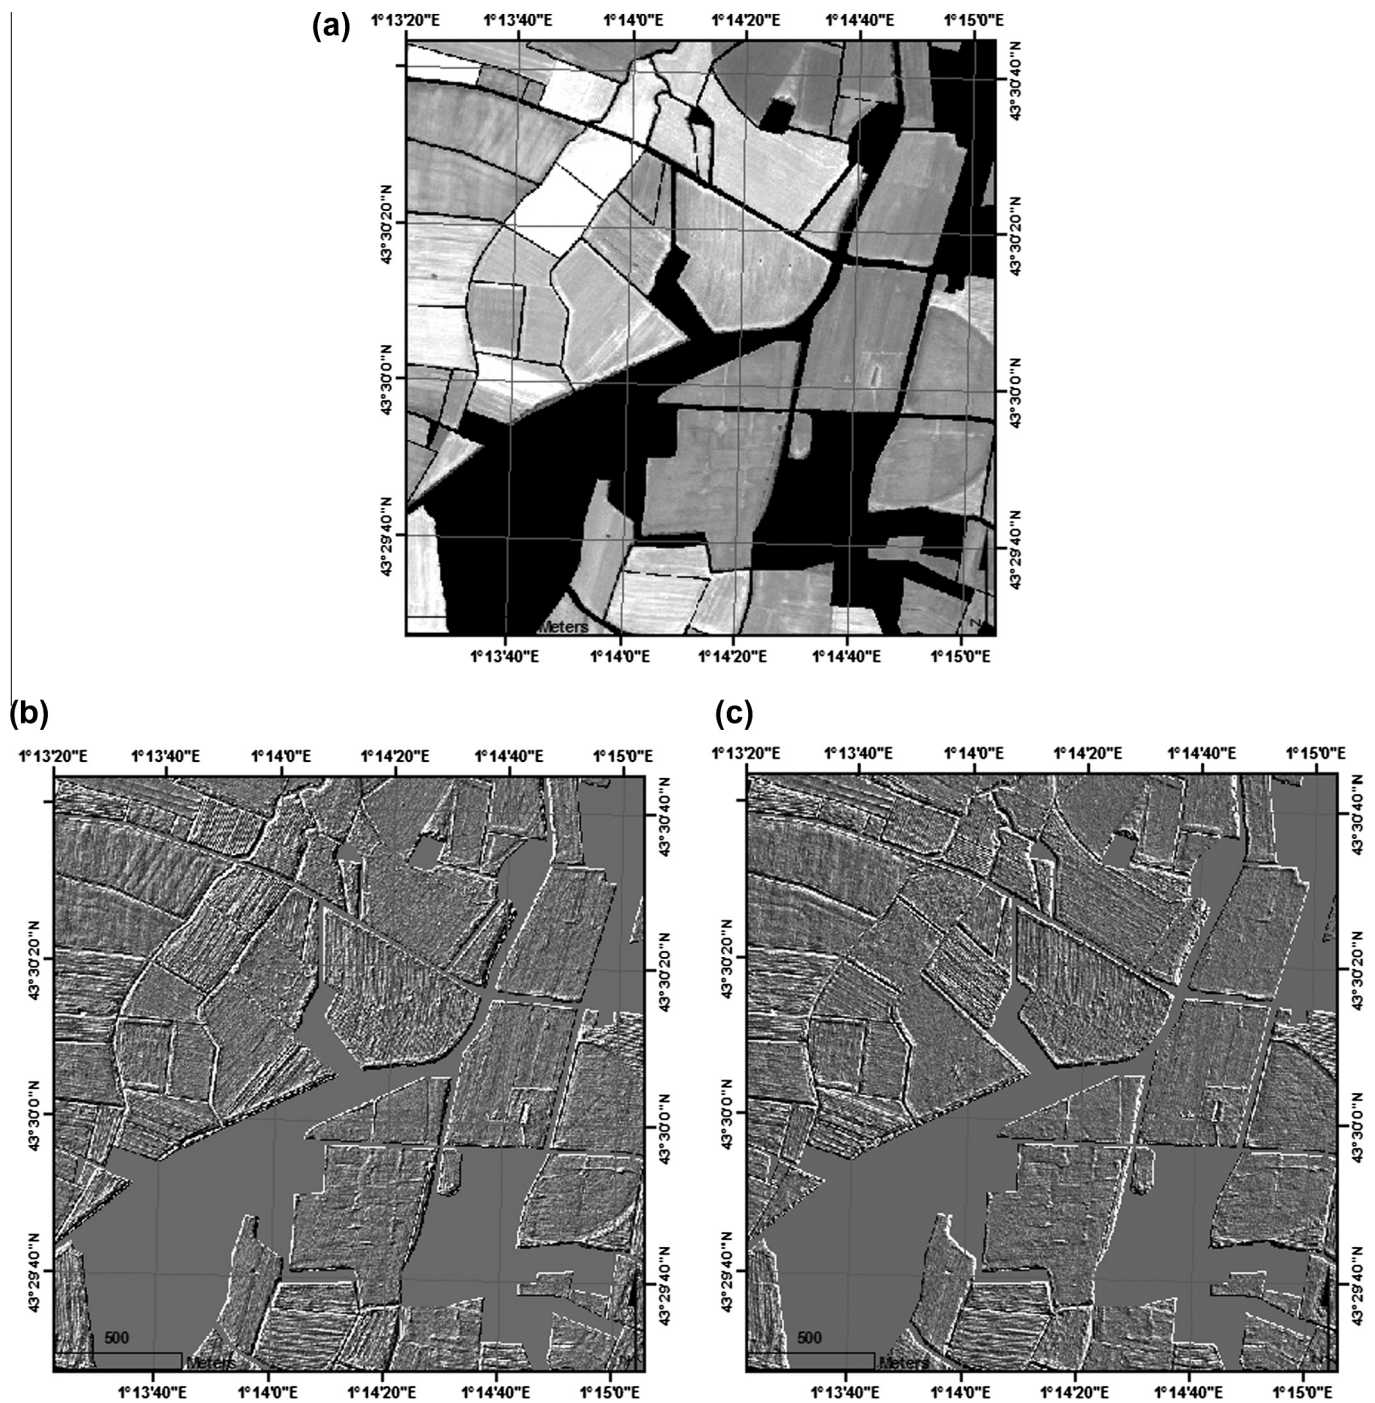 (a)
1°13'20"E 1°13'40"E 1°14'0"E 1°14'20"E 1°14'40"E 1°15'0"E
43°30'40"N
43°30'20"N 43°30'20"N
43°30'0"N 43°30'0"N
43°29'40"N 43°29'40"N
Meters
N
1°13'40"E 1°14'0"E 1°14'20"E 1°14'40"E 1°15'0"E
(b) (c)
1°13'20"E 1°13'40"E 1°14'0"E 1°14'20"E 1°14'40"E 1°15'0"E 1°13'20"E 1°13'40"E 1°14'0"E 1°14'20"E 1°14'40"E 1°15'0"E
43°30'40"N 43°30'40"N
43°30'20"N 43°30'20"N 43°30'20"N 43°30'20"N
43°30'0"N 43°30'0"N 43°30'0"N 43°30'0"N
43°29'40"N 43°29'40"N 43°29'40"N 43°29'40"N
500 500
Meters Meters
1°13'40"E 1°14'0"E 1°14'20"E 1°14'40"E 1°15'0"E 1°13'40"E 1°14'0"E 1°14'20"E 1°14'40"E 1°15'0"E